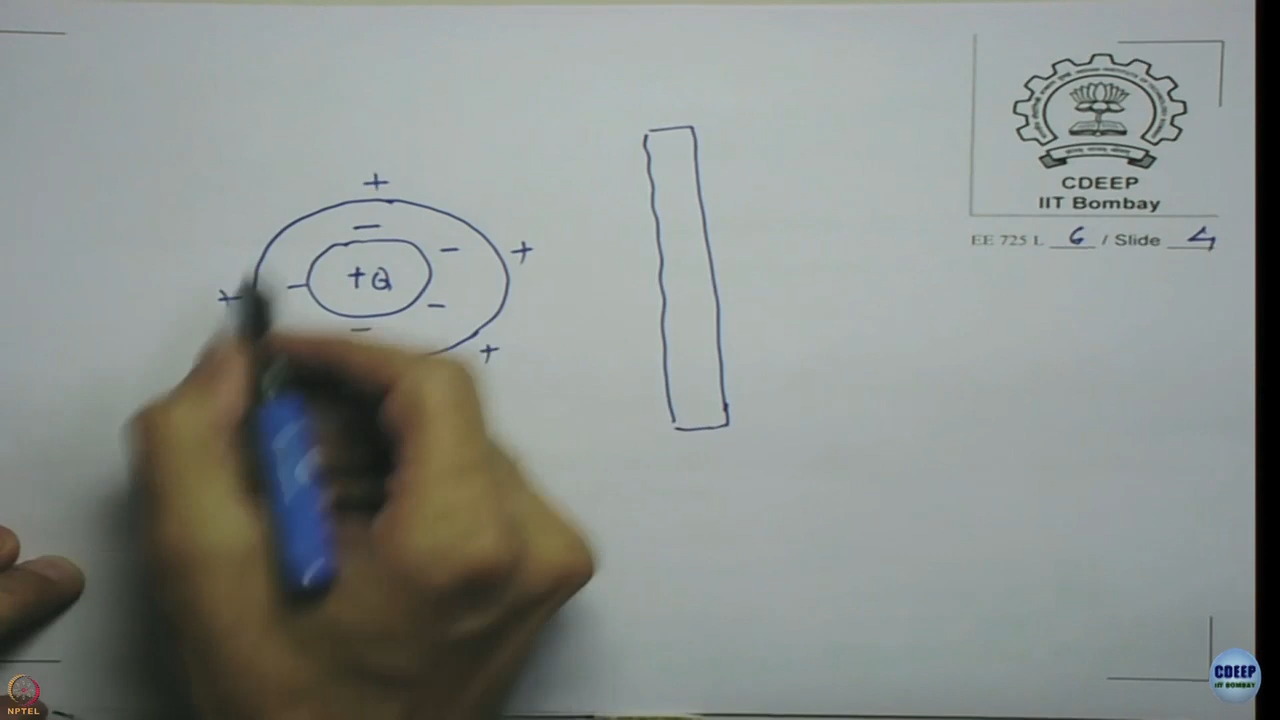 CDEEP
IIT Bombay
EE 725 L 6 / Slide 4
+
−
+
−
+Q
+
−
−
−
+
CDEEP
IIT BOMBAY
NPTEL